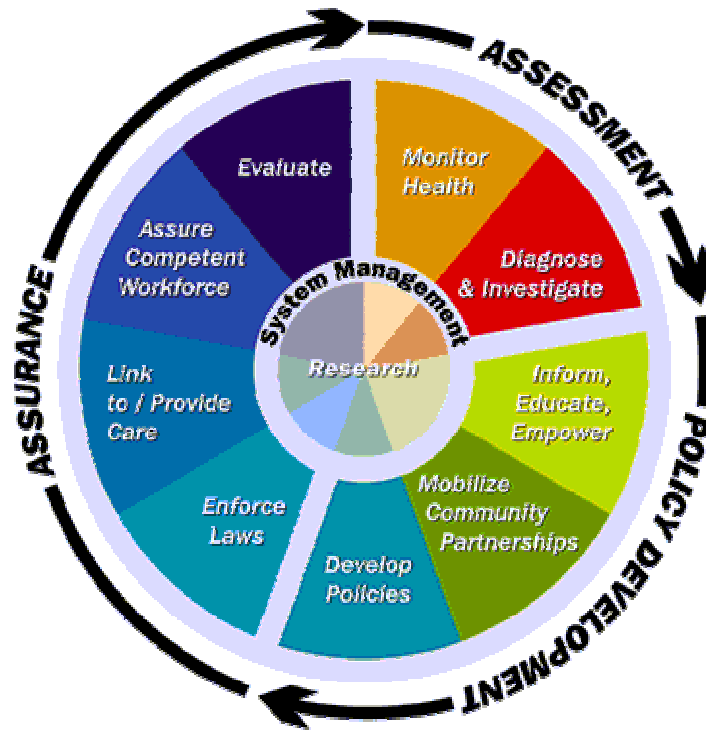 ASSESSMENT
Monitor
Health
Diagnose
& Investigate
POLICY DEVELOPMENT
Inform,
Educate,
Empower
Mobilize
Community
Partnerships
Develop
Policies
ASSURANCE
Enforce
Laws
Link
to / Provide
Care
Assure
Competent
Workforce
Evaluate
System Management
Research